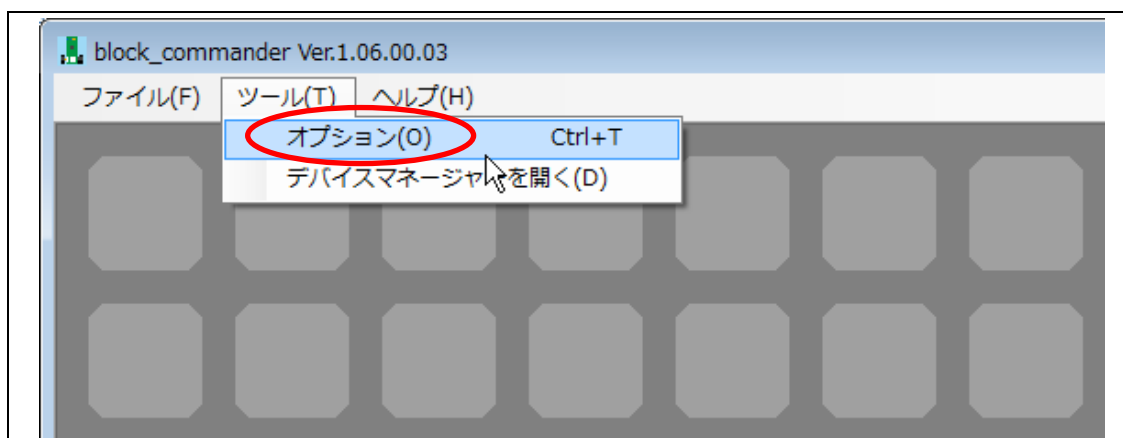 block_commander Ver.1.06.00.03
ファイル(F) ツール(T) ヘルプ(H)
オプション(O) Ctrl+T
デバイスマネージャを開く(D)